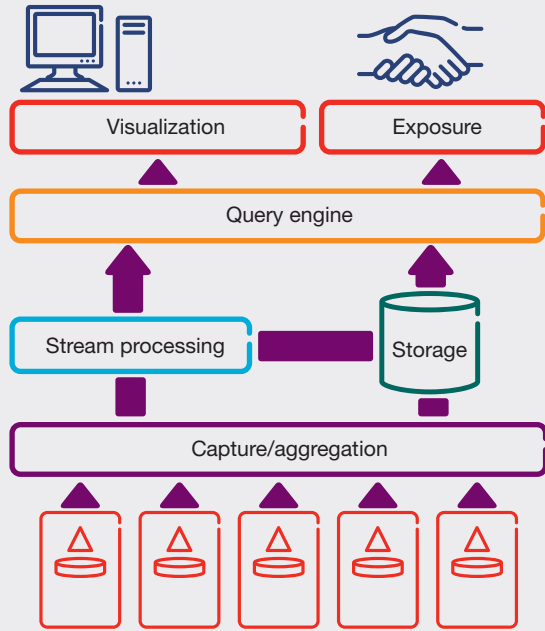 Visualization
Exposure
Query engine
Stream processing
Storage
Capture/aggregation